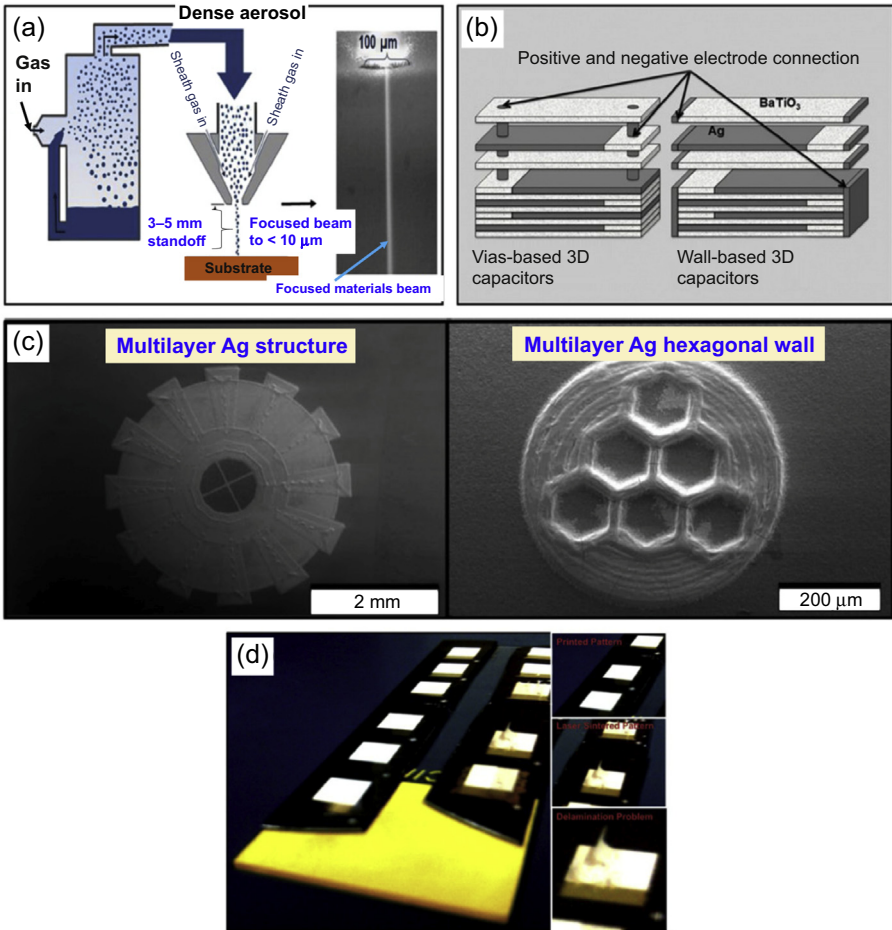 (a)
Dense aerosol
Gas
in
Sheath gas in
Sheath gas in
100 μm
3–5 mm
standoff
Focused beam
to < 10 μm
Substrate
Focused materials beam
(b)
Positive and negative electrode connection
BaTiO₃
Ag
Vias-based 3D
capacitors
Wall-based 3D
capacitors
(c)
Multilayer Ag structure
2 mm
Multilayer Ag hexagonal wall
200 μm
(d)
Printed Pattern
Laser Sintered Pattern
Delamination Problem